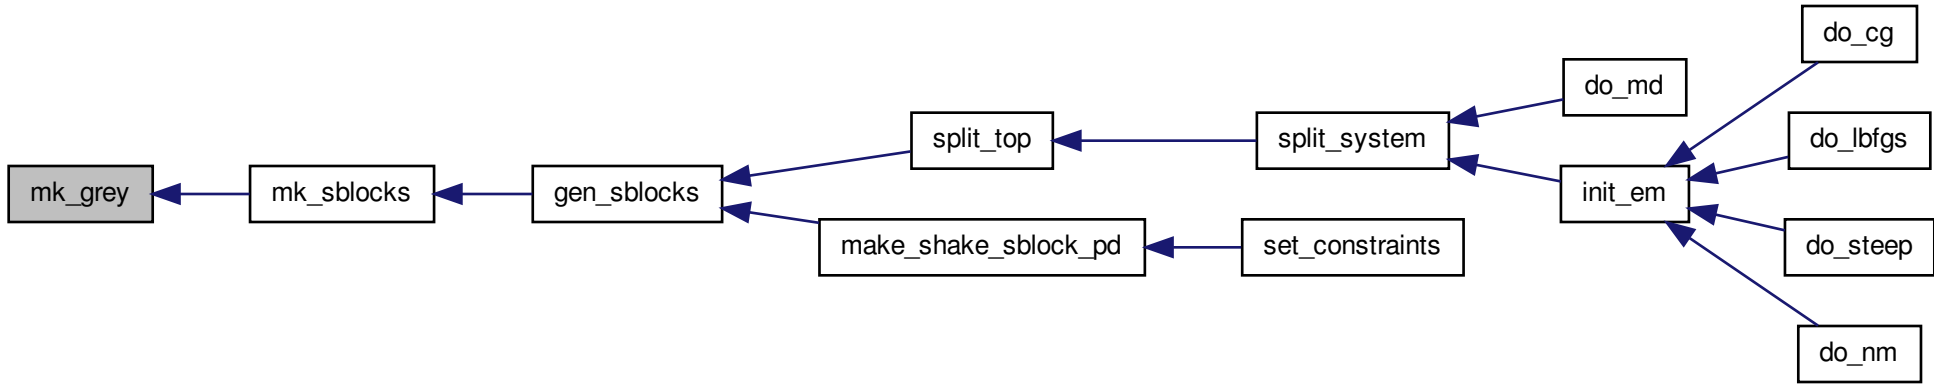 mk_grey
mk_sblocks
gen_sblocks
split_top
make_shake_sblock_pd
split_system
set_constraints
do_md
init_em
do_cg
do_lbfgs
do_steep
do_nm